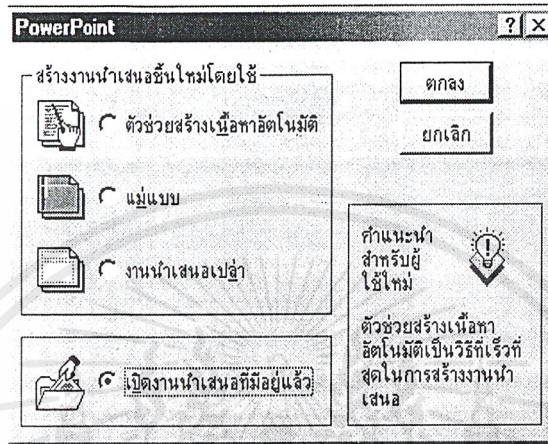 PowerPoint
สร้างงานนำเสนอชิ้นใหม่โดยใช้
ตัวช่วยสร้างเนื้อหาอัตโนมัติ
แม่แบบ
งานนำเสนอเปล่า
เปิดงานนำเสนอที่มีอยู่แล้ว
ตกลง
ยกเลิก
คำแนะนำ
สำหรับผู้
ใช้ใหม่
ตัวช่วยสร้างเนื้อหา
อัตโนมัติเป็นวิธีที่เร็วที่
สุดในการสร้างงานนำ
เสนอ